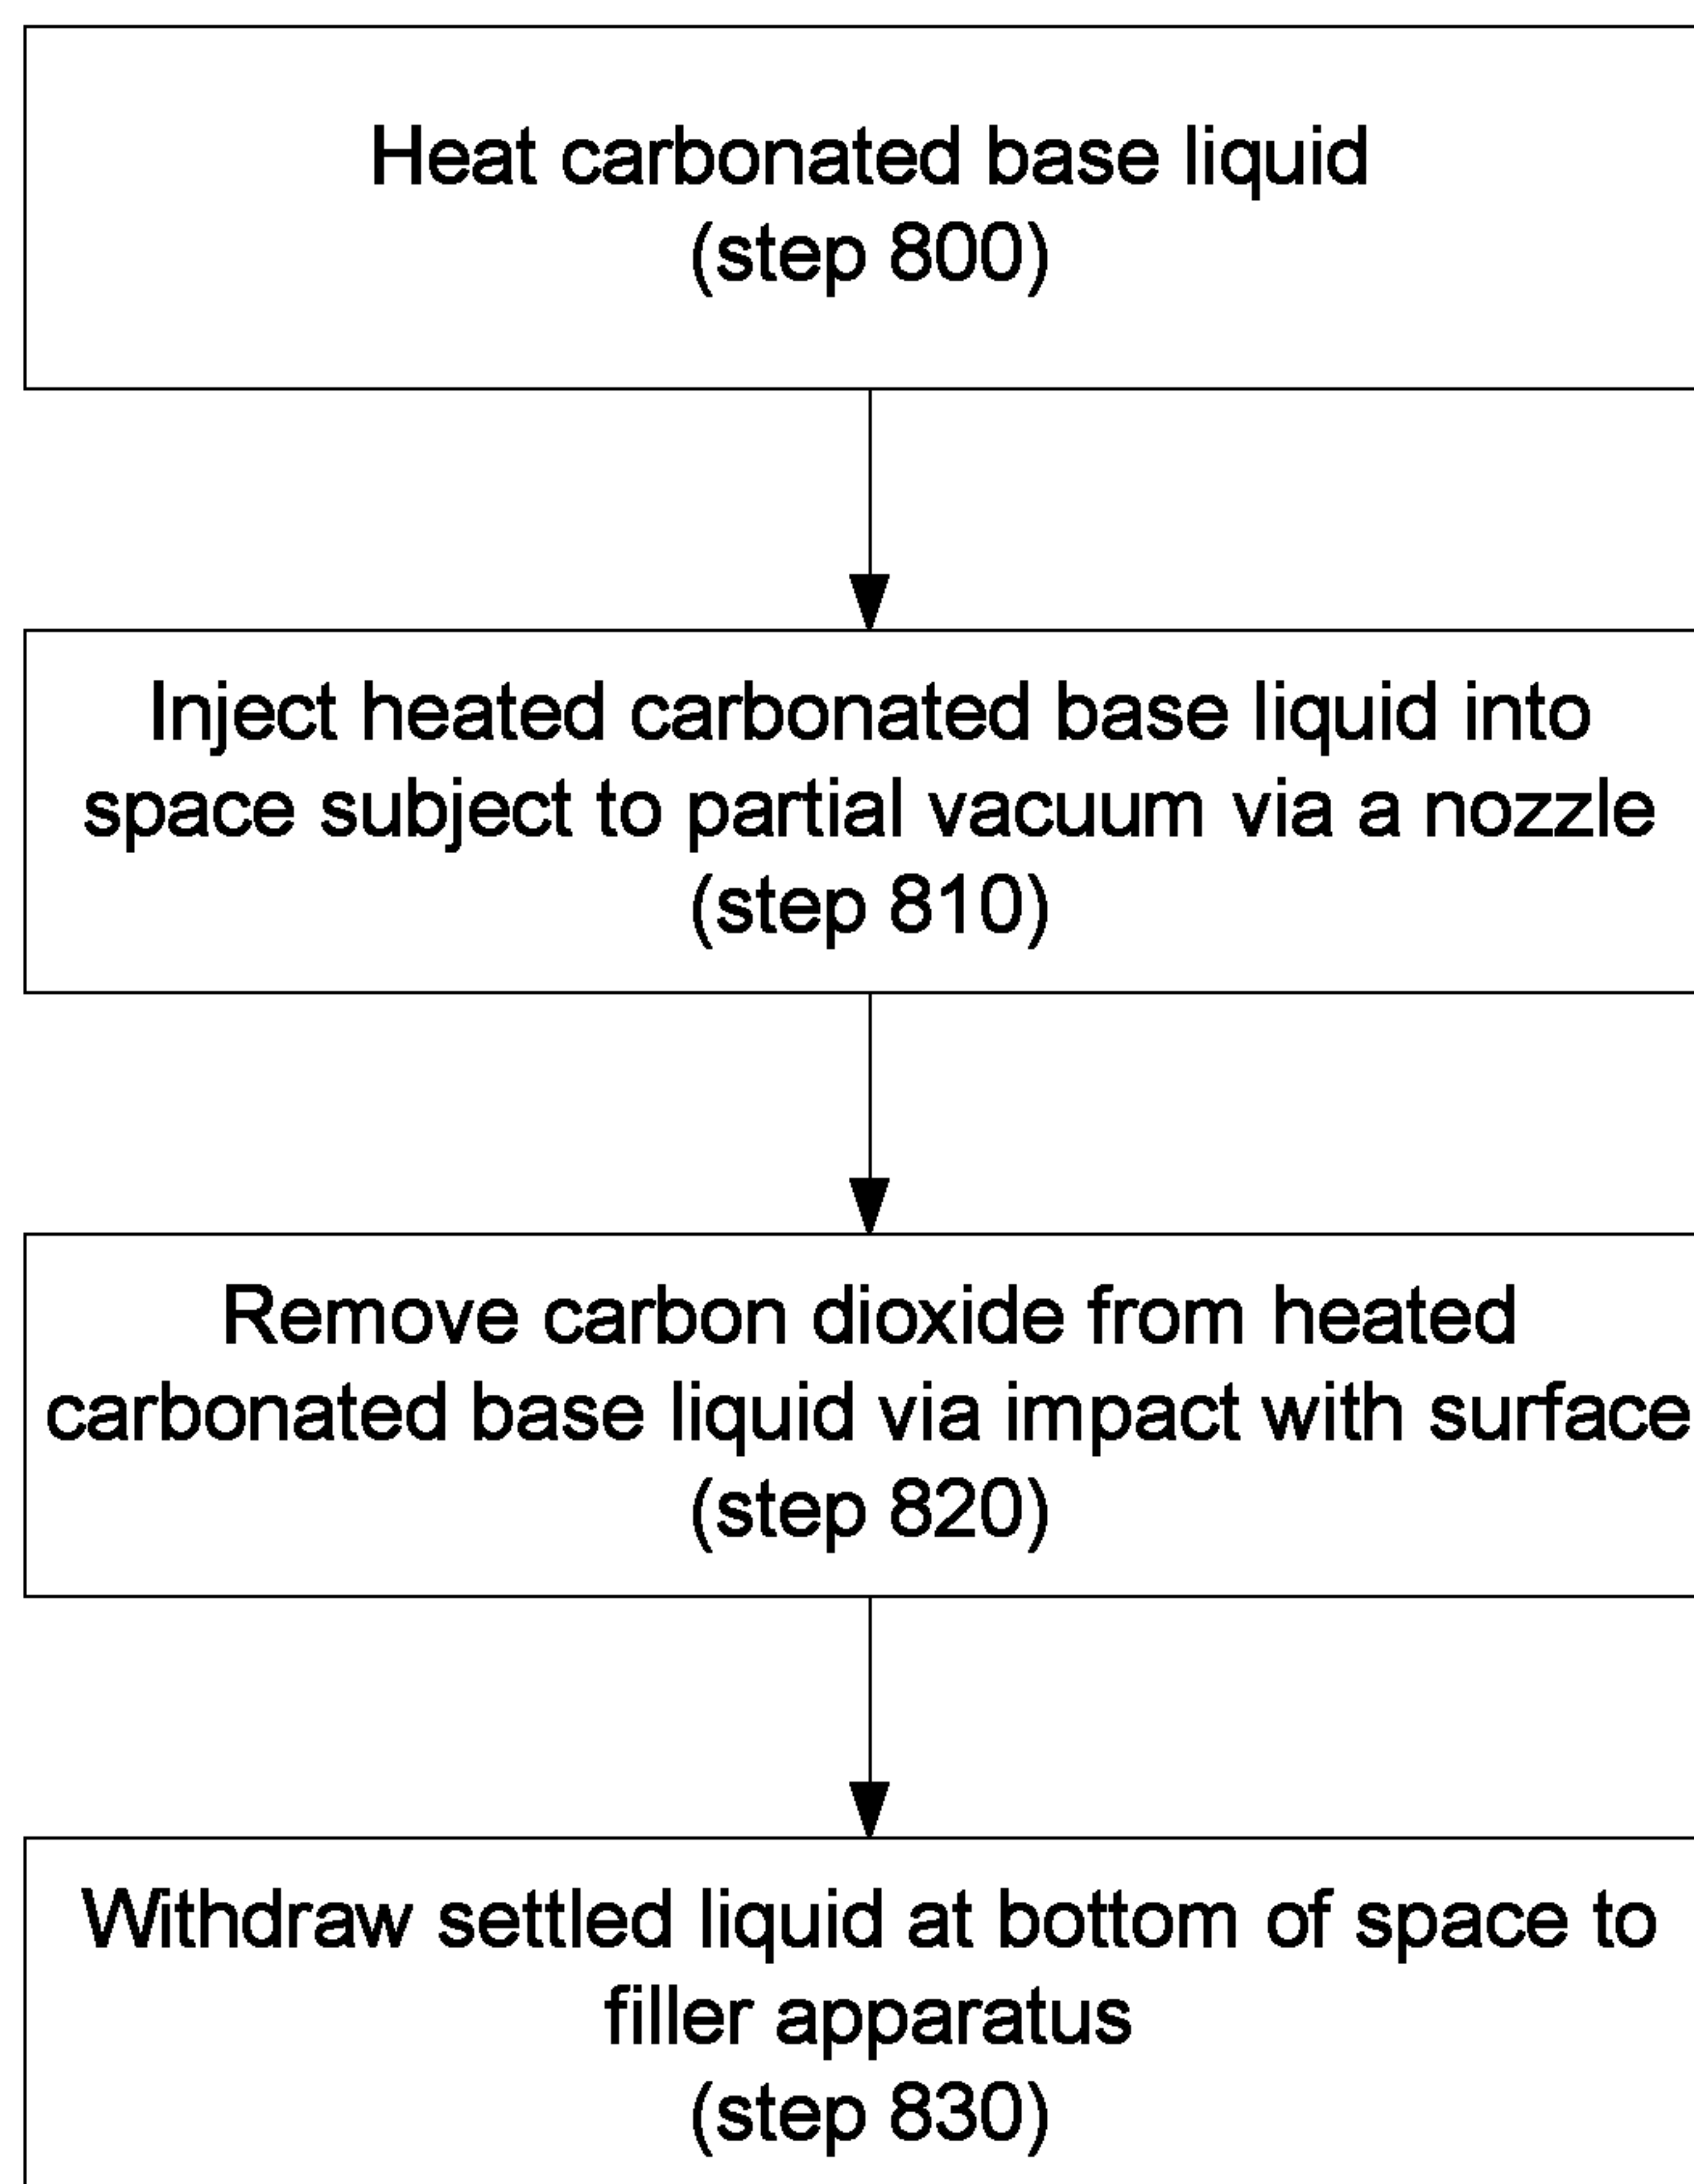 Heat carbonated base liquid
(step 800)
Inject heated carbonated base liquid into
space subject to partial vacuum via a nozzle
(step 810)
Remove carbon dioxide from heated
carbonated base liquid via impact with surface
(step 820)
Withdraw settled liquid at bottom of space to
filler apparatus
(step 830)